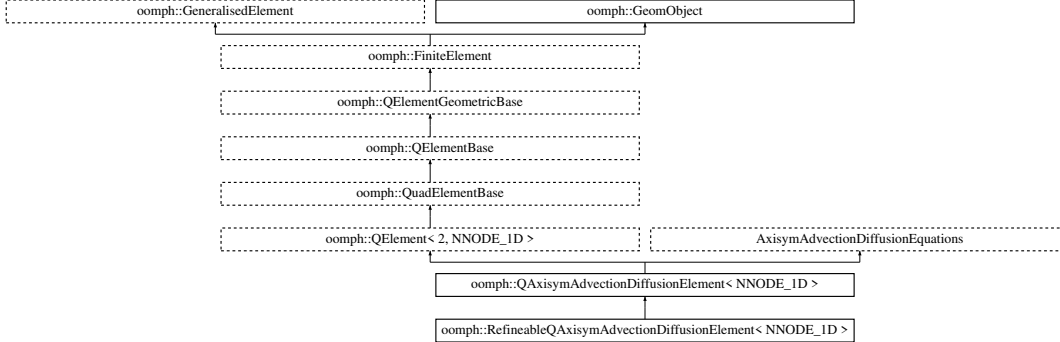 oomph::GeneralisedElement
oomph::GeomObject
oomph::FiniteElement
oomph::QElementGeometricBase
oomph::QElementBase
oomph::QuadElementBase
oomph::QElement< 2, NNODE_1D >
AxisymAdvectionDiffusionEquations
oomph::QAxisymAdvectionDiffusionElement< NNODE_1D >
oomph::RefineableQAxisymAdvectionDiffusionElement< NNODE_1D >